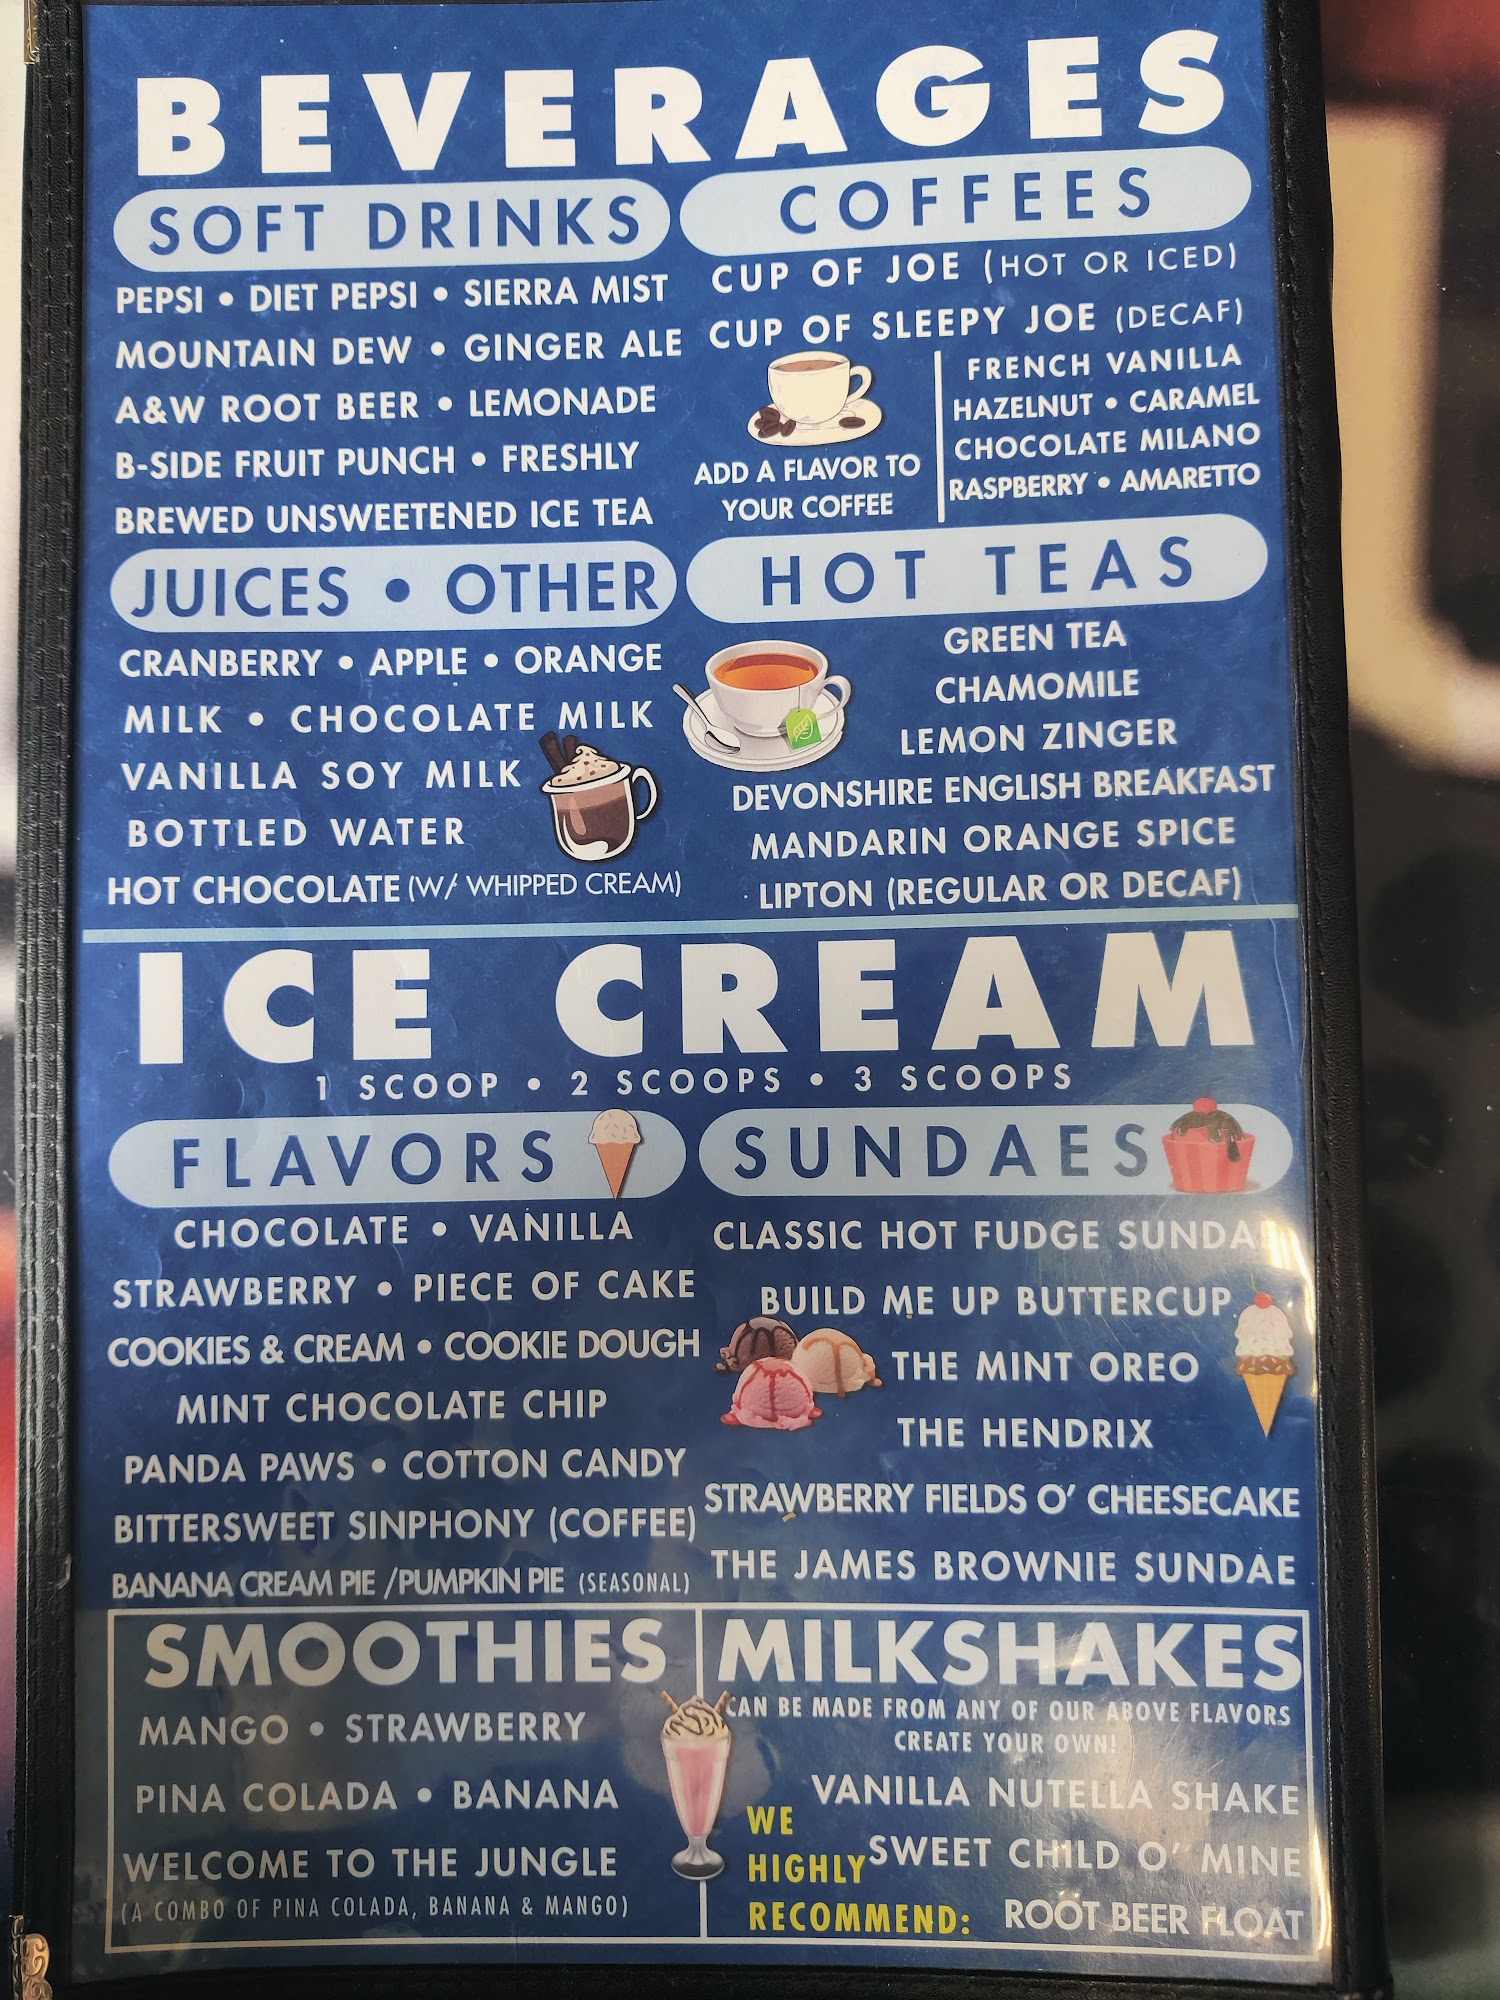 BEVERAGES
SOFT DRINKS
PEPSI • DIET PEPSI • SIERRA MIST
MOUNTAIN DEW • GINGER ALE
A&W ROOT BEER • LEMONADE
B-SIDE FRUIT PUNCH • FRESHLY
BREWED UNSWEETENED ICE TEA
COFFEES
CUP OF JOE (HOT OR ICED)
CUP OF SLEEPY JOE (DECAF)
ADD A FLAVOR TO
YOUR COFFEE
FRENCH VANILLA
HAZELNUT • CARAMEL
CHOCOLATE MILANO
RASPBERRY • AMARETTO
JUICES • OTHER
CRANBERRY • APPLE • ORANGE
MILK • CHOCOLATE MILK
VANILLA SOY MILK
BOTTLED WATER
HOT CHOCOLATE (W/ WHIPPED CREAM)
HOT TEAS
GREEN TEA
CHAMOMILE
LEMON ZINGER
DEVONSHIRE ENGLISH BREAKFAST
MANDARIN ORANGE SPICE
LIPTON (REGULAR OR DECAF)
ICE CREAM
1 SCOOP • 2 SCOOPS • 3 SCOOPS
FLAVORS
CHOCOLATE • VANILLA
STRAWBERRY • PIECE OF CAKE
COOKIES & CREAM • COOKIE DOUGH
MINT CHOCOLATE CHIP
PANDA PAWS • COTTON CANDY
BITTERSWEET SINPHONY (COFFEE)
BANANA CREAM PIE /PUMPKIN PIE (SEASONAL)
SUNDAES
CLASSIC HOT FUDGE SUNDAE
BUILD ME UP BUTTERCUP
THE MINT OREO
THE HENDRIX
STRAWBERRY FIELDS O' CHEESECAKE
THE JAMES BROWNIE SUNDAE
SMOOTHIES
MANGO • STRAWBERRY
PINA COLADA • BANANA
WELCOME TO THE JUNGLE
(A COMBO OF PINA COLADA, BANANA & MANGO)
MILKSHAKES
CAN BE MADE FROM ANY OF OUR ABOVE FLAVORS
CREATE YOUR OWN!
WE
HIGHLY
RECOMMEND:
VANILLA NUTELLA SHAKE
SWEET CHILD O' MINE
ROOT BEER FLOAT